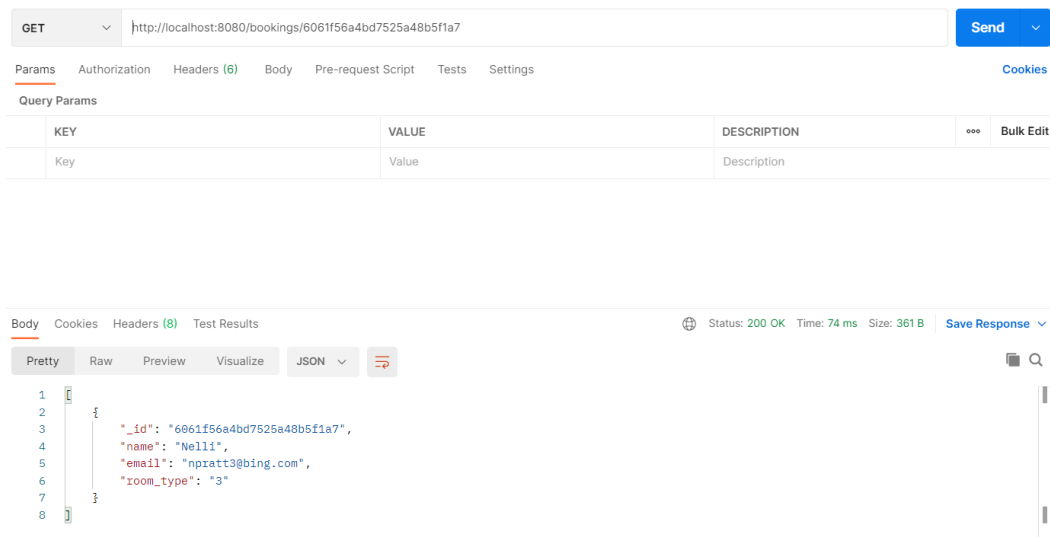 GET http://localhost:8080/bookings/6061f56a4bd7525a48b5f1a7 Send
Params Authorization Headers (6) Body Pre-request Script Tests Settings Cookies
Query Params
KEY VALUE DESCRIPTION ooo Bulk Edit
Key Value Description
Body Cookies Headers (8) Test Results Status: 200 OK Time: 74 ms Size: 361 B Save Response
Pretty Raw Preview Visualize JSON
1 [
2 {
3 "_id": "6061f56a4bd7525a48b5f1a7",
4 "name": "Nelli",
5 "email": "npratt3@bing.com",
6 "room_type": "3"
7 }
8 ]